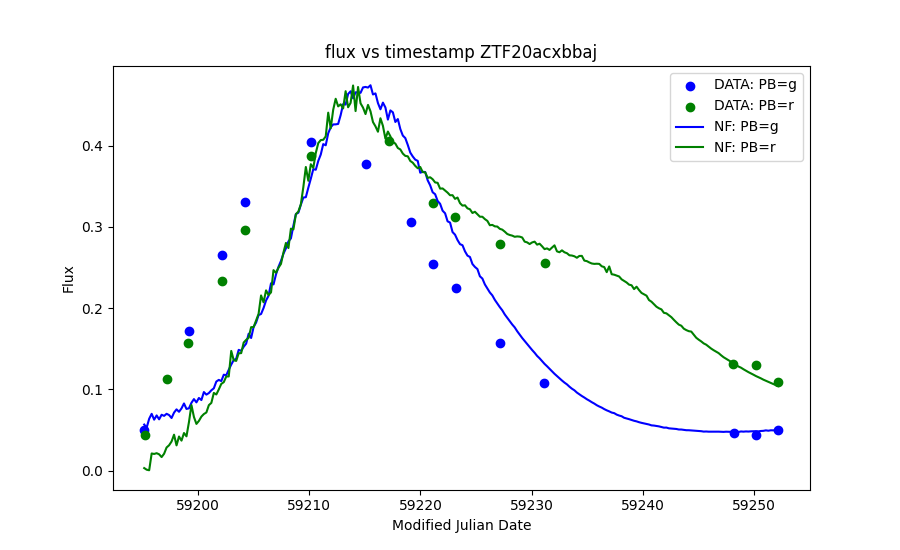 flux vs timestamp ZTF20acxbbaj
DATA: PB=g
DATA: PB=r
NF: PB=g
NF: PB=r
Flux
0.4
0.3
0.2
0.1
0.0
59200 59210 59220 59230 59240 59250
Modified Julian Date